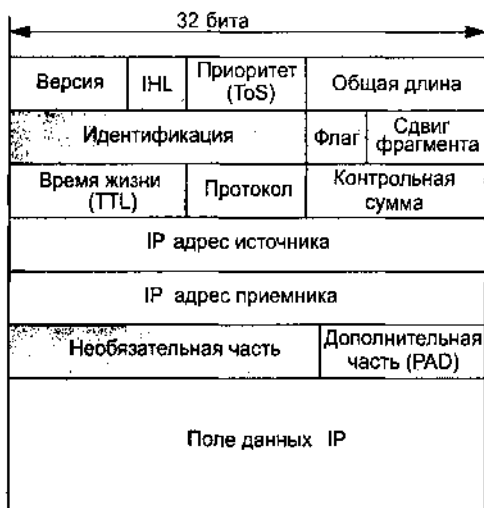 32 бита
Версия
IHL
Приоритет
(ToS)
Общая длина
Идентификация
Флаг
Сдвиг
фрагмента
Время жизни
(TTL)
Протокол
Контрольная
сумма
IP адрес источника
IP адрес приемника
Необязательная часть
Дополнительная
часть (PAD)
Поле данных IP